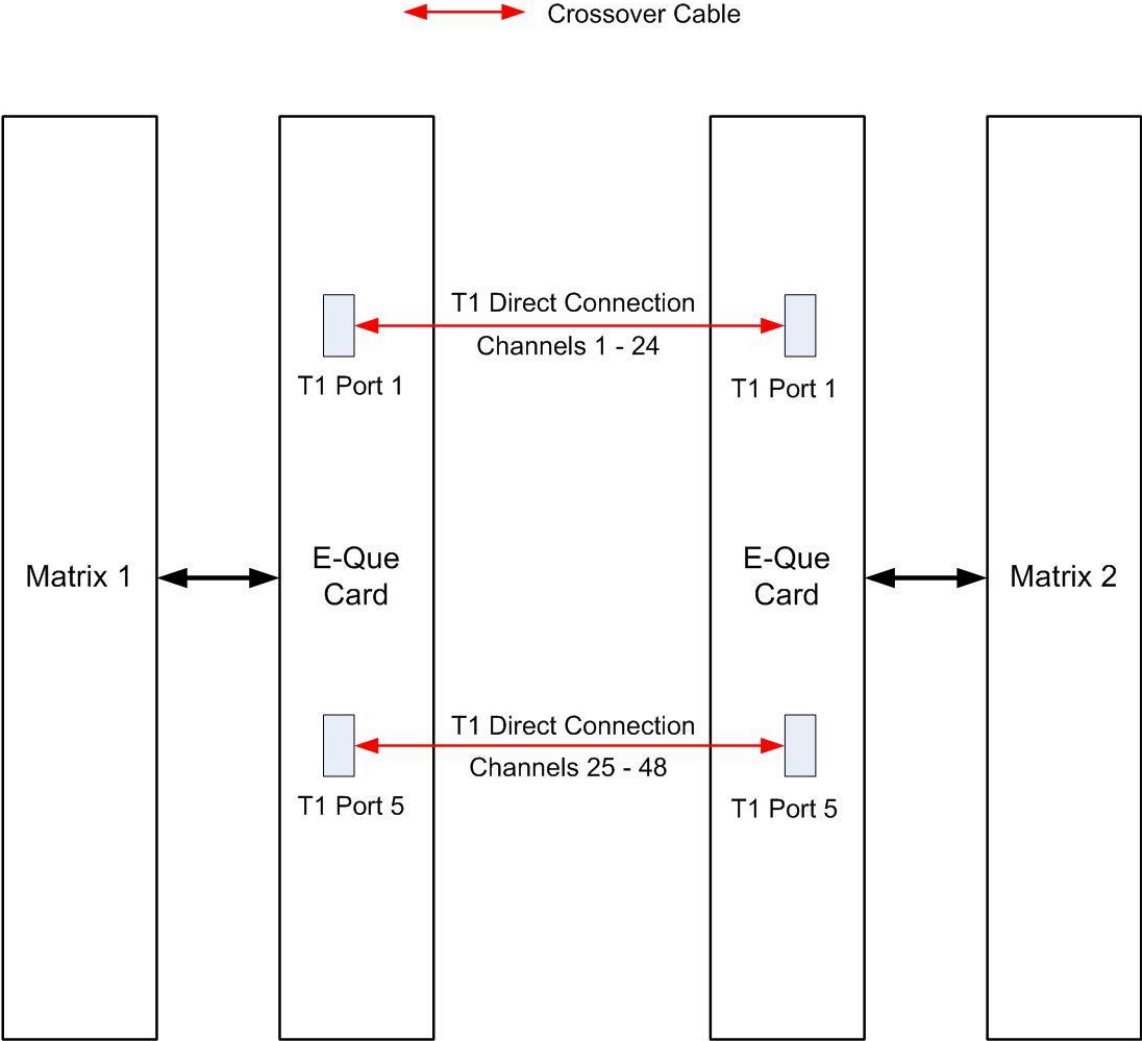 Crossover Cable
T1 Direct Connection
Channels 1 - 24
T1 Port 1
T1 Port 1
Matrix 1
E-Que
Card
E-Que
Card
Matrix 2
T1 Direct Connection
Channels 25 - 48
T1 Port 5
T1 Port 5